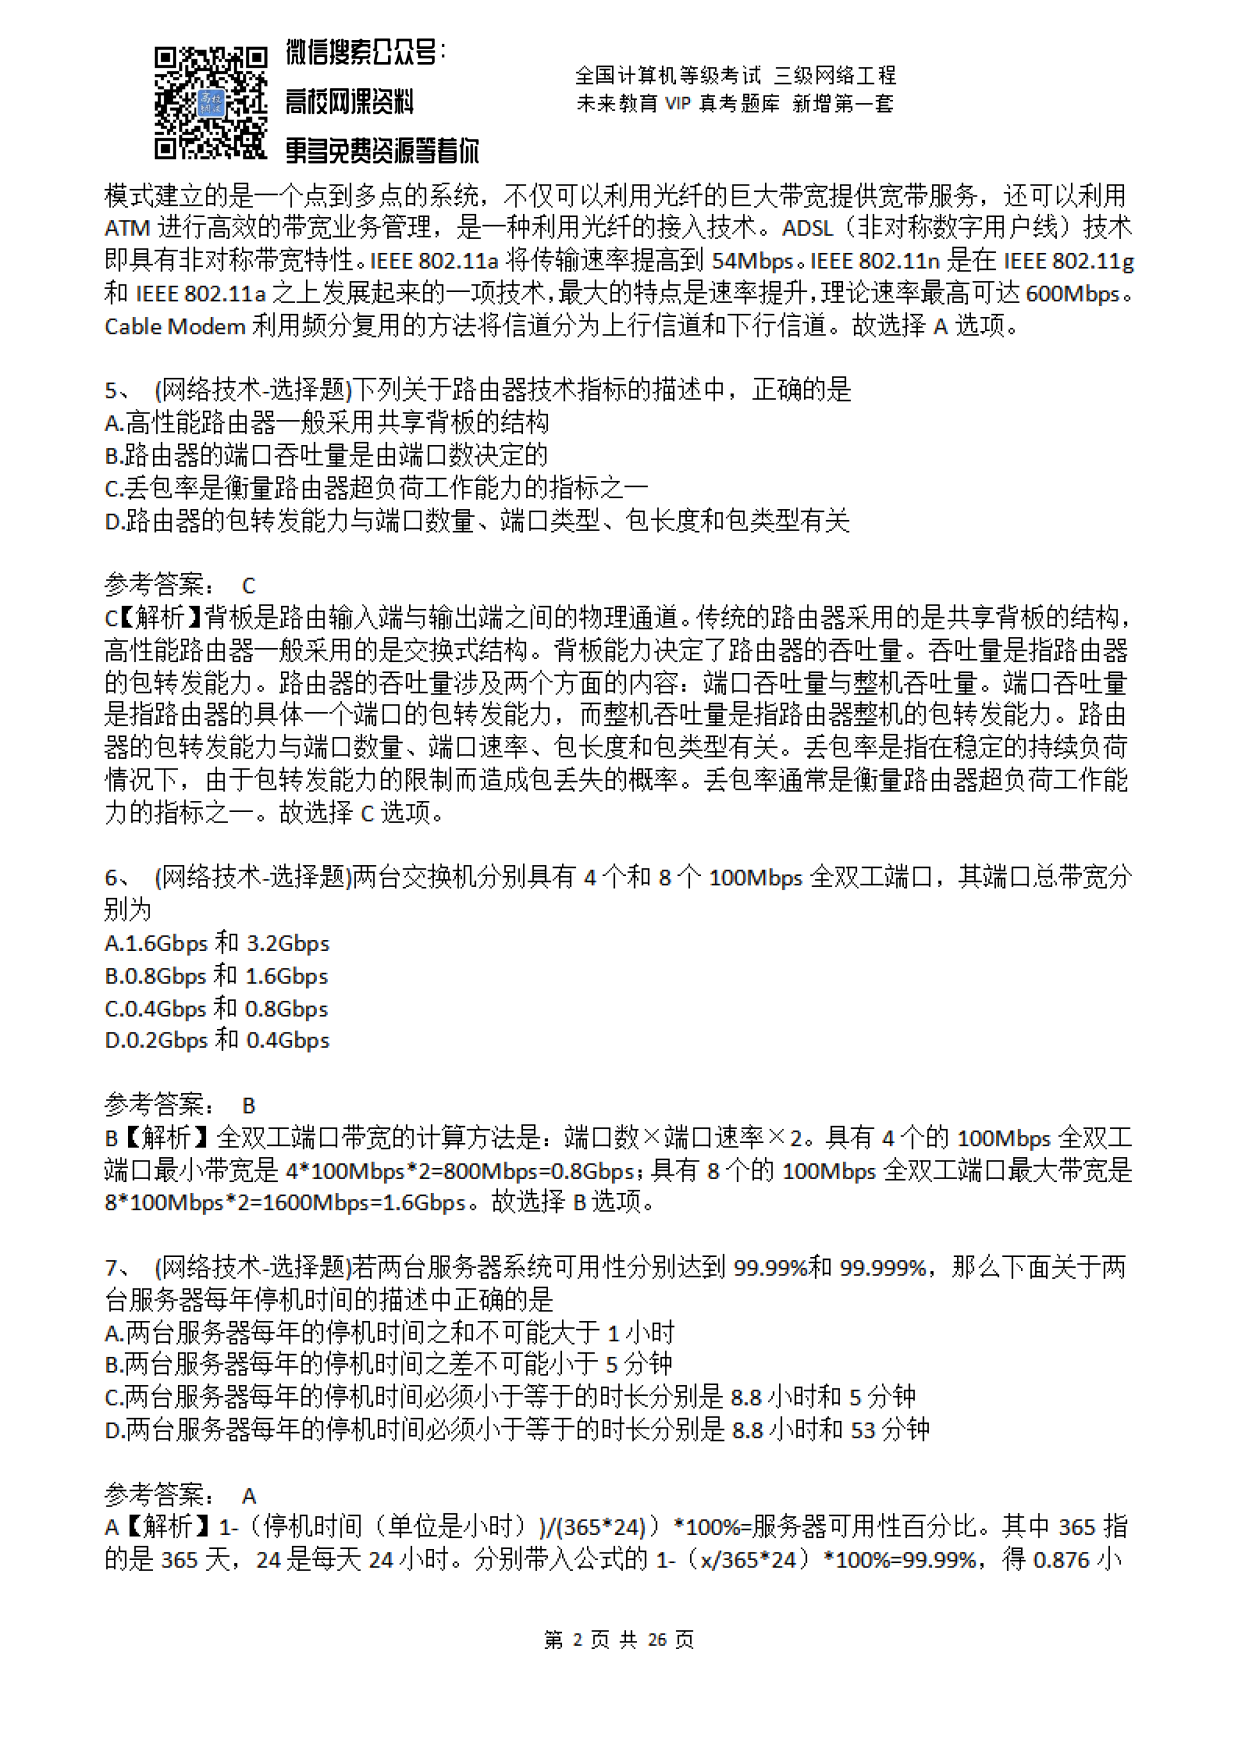 微信搜索公众号：
高校网课资料
更多免费资源等着你
全国计算机等级考试 三级网络工程
未来教育 VIP 真考题库 新增第一套
模式建立的是一个点到多点的系统，不仅可以利用光纤的巨大带宽提供宽带服务，还可以利用
ATM 进行高效的带宽业务管理，是一种利用光纤的接入技术。ADSL（非对称数字用户线）技术
即具有非对称带宽特性。IEEE 802.11a 将传输速率提高到 54Mbps。IEEE 802.11n 是在 IEEE 802.11g
和 IEEE 802.11a 之上发展起来的一项技术，最大的特点是速率提升，理论速率最高可达 600Mbps。
Cable Modem 利用频分复用的方法将信道分为上行信道和下行信道。故选择 A 选项。
5、 (网络技术-选择题)下列关于路由器技术指标的描述中，正确的是
A.高性能路由器一般采用共享背板的结构
B.路由器的端口吞吐量是由端口数决定的
C.丢包率是衡量路由器超负荷工作能力的指标之一
D.路由器的包转发能力与端口数量、端口类型、包长度和包类型有关
参考答案： C
C【解析】背板是路由输入端与输出端之间的物理通道。传统的路由器采用的是共享背板的结构，
高性能路由器一般采用的是交换式结构。背板能力决定了路由器的吞吐量。吞吐量是指路由器
的包转发能力。路由器的吞吐量涉及两个方面的内容：端口吞吐量与整机吞吐量。端口吞吐量
是指路由器的具体一个端口的包转发能力，而整机吞吐量是指路由器整机的包转发能力。路由
器的包转发能力与端口数量、端口速率、包长度和包类型有关。丢包率是指在稳定的持续负荷
情况下，由于包转发能力的限制而造成包丢失的概率。丢包率通常是衡量路由器超负荷工作能
力的指标之一。故选择 C 选项。
6、 (网络技术-选择题)两台交换机分别具有 4 个和 8 个 100Mbps 全双工端口，其端口总带宽分
别为
A.1.6Gbps 和 3.2Gbps
B.0.8Gbps 和 1.6Gbps
C.0.4Gbps 和 0.8Gbps
D.0.2Gbps 和 0.4Gbps
参考答案： B
B【解析】全双工端口带宽的计算方法是：端口数×端口速率×2。具有 4 个的 100Mbps 全双工
端口最小带宽是 4*100Mbps*2=800Mbps=0.8Gbps；具有 8 个的 100Mbps 全双工端口最大带宽是
8*100Mbps*2=1600Mbps=1.6Gbps。故选择 B 选项。
7、 (网络技术-选择题)若两台服务器系统可用性分别达到 99.99%和 99.999%，那么下面关于两
台服务器每年停机时间的描述中正确的是
A.两台服务器每年的停机时间之和不可能大于 1 小时
B.两台服务器每年的停机时间之差不可能小于 5 分钟
C.两台服务器每年的停机时间必须小于等于的时长分别是 8.8 小时和 5 分钟
D.两台服务器每年的停机时间必须小于等于的时长分别是 8.8 小时和 53 分钟
参考答案： A
A【解析】1-（停机时间（单位是小时）)/(365*24)）*100%=服务器可用性百分比。其中 365 指
的是 365 天，24 是每天 24 小时。分别带入公式的 1-（x/365*24）*100%=99.99%，得 0.876 小
第 2 页 共 26 页